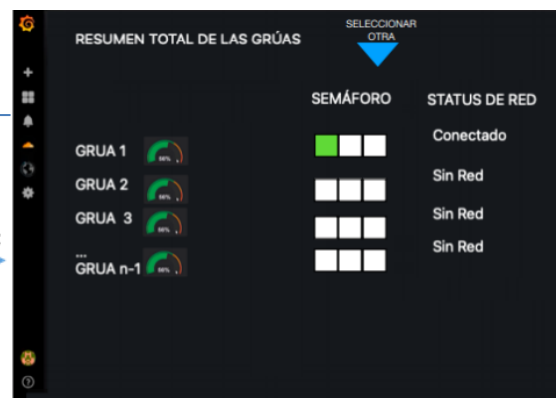 SELECCIONAR
OTRA
RESUMEN TOTAL DE LAS GRÚAS
SEMÁFORO STATUS DE RED
GRUA 1 Conectado
GRUA 2 Sin Red
GRUA 3 Sin Red
...
GRUA n-1 Sin Red